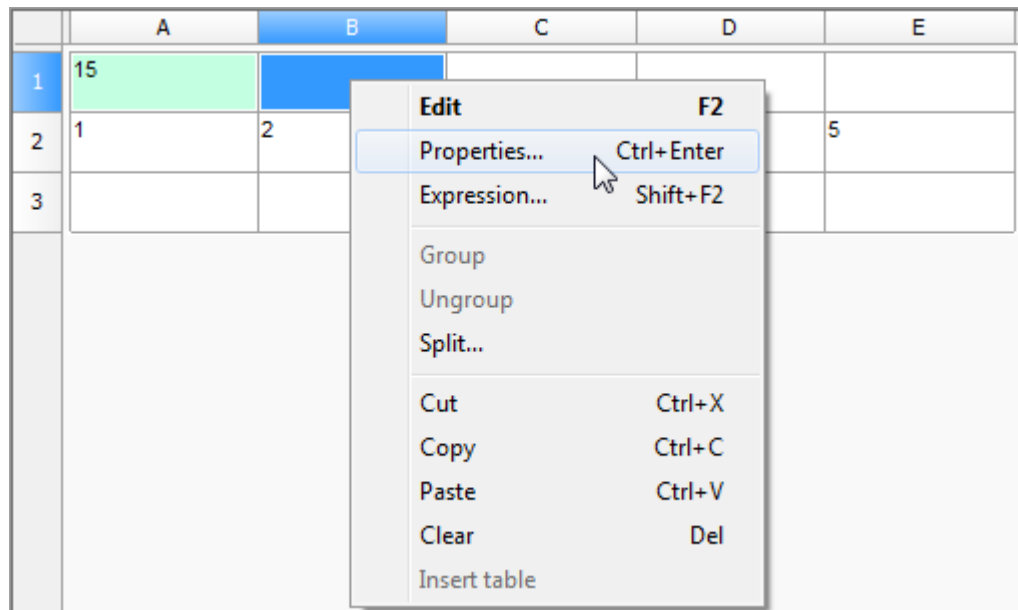 A B C D E
1 15
2 1 2 5
3
Edit F2
Properties... Ctrl+Enter
Expression... Shift+F2
Group
Ungroup
Split...
Cut Ctrl+X
Copy Ctrl+C
Paste Ctrl+V
Clear Del
Insert table